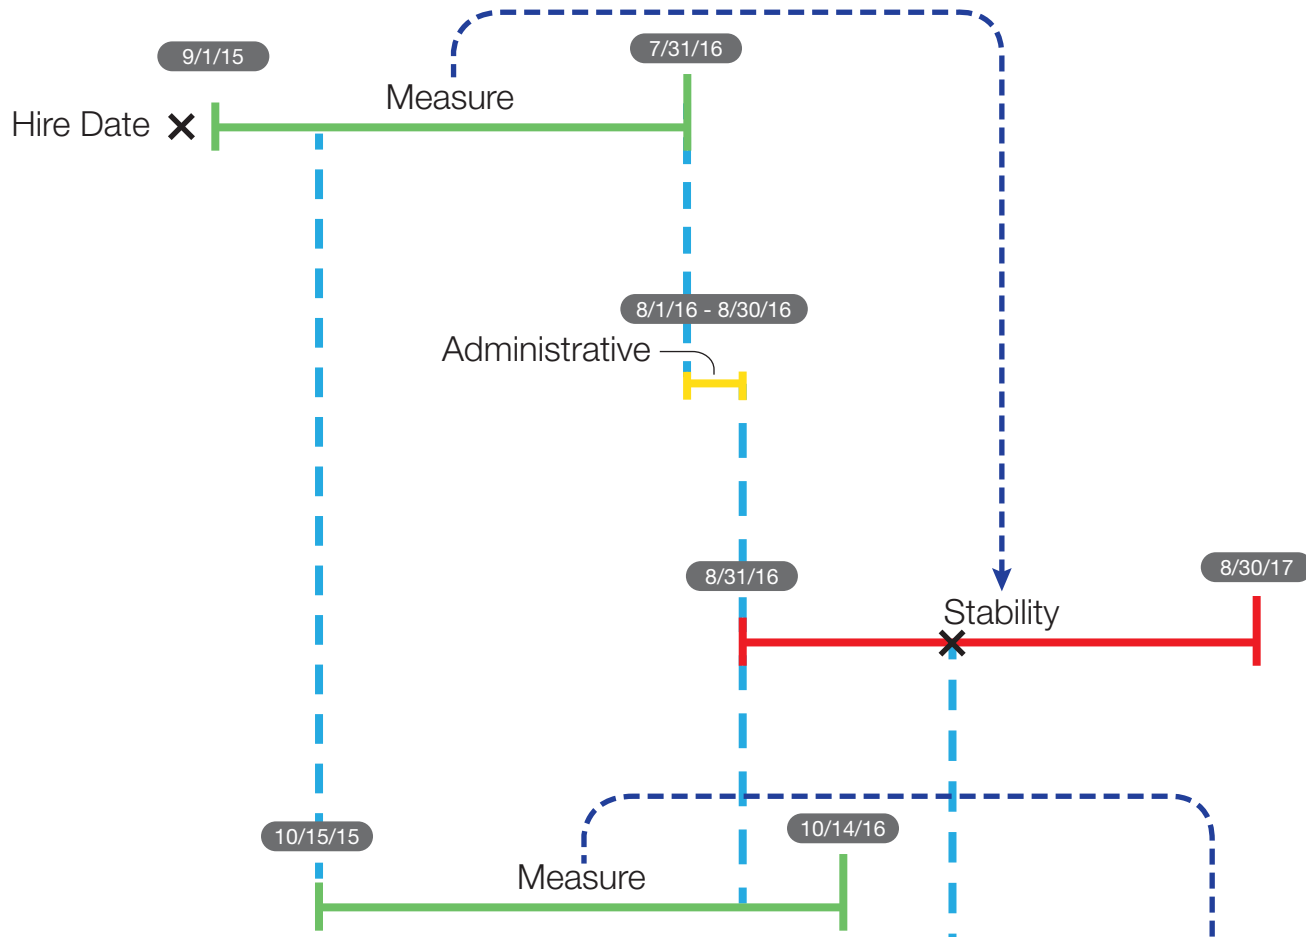 9/1/15
7/31/16
Measure
Hire Date
8/1/16 - 8/30/16
Administrative
8/31/16
8/30/17
Stability
10/15/15
10/14/16
Measure